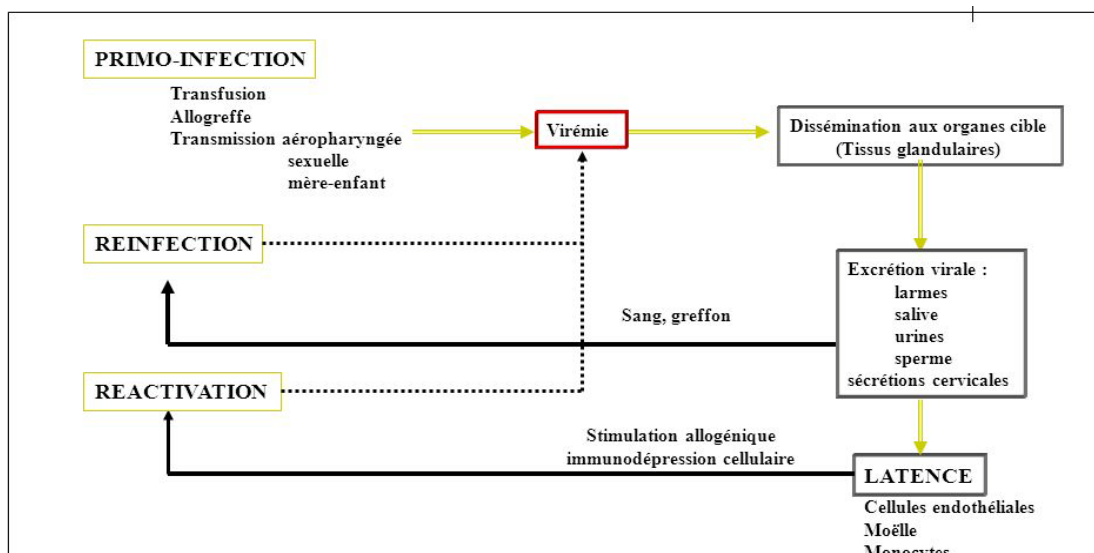 PRIMO-INFECTION
Transfusion
Allogreffe
Transmission aéropharyngée
sexuelle
mère-enfant
Virémie
Dissémination aux organes cible
(Tissus glandulaires)
REINFECTION
Excrétion virale :
larmes
salive
urines
sperme
sécrétions cervicales
Sang, greffon
REACTIVATION
Stimulation allogénique
immunodépression cellulaire
LATENCE
Cellules endothéliales
Moëlle
Monocytes